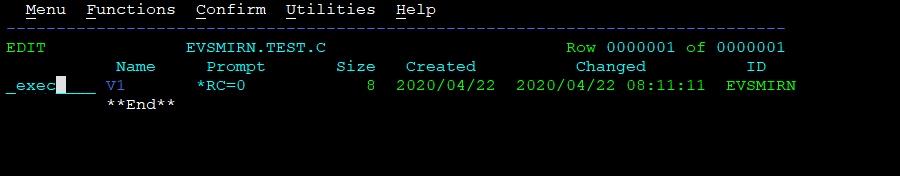 Menu Functions Confirm Utilities Help
EDIT EVSMIRN.TEST.C Row 0000001 of 0000001
Name Prompt Size Created Changed ID
_exec____ V1 *RC=0 8 2020/04/22 2020/04/22 08:11:11 EVSMIRN
**End**